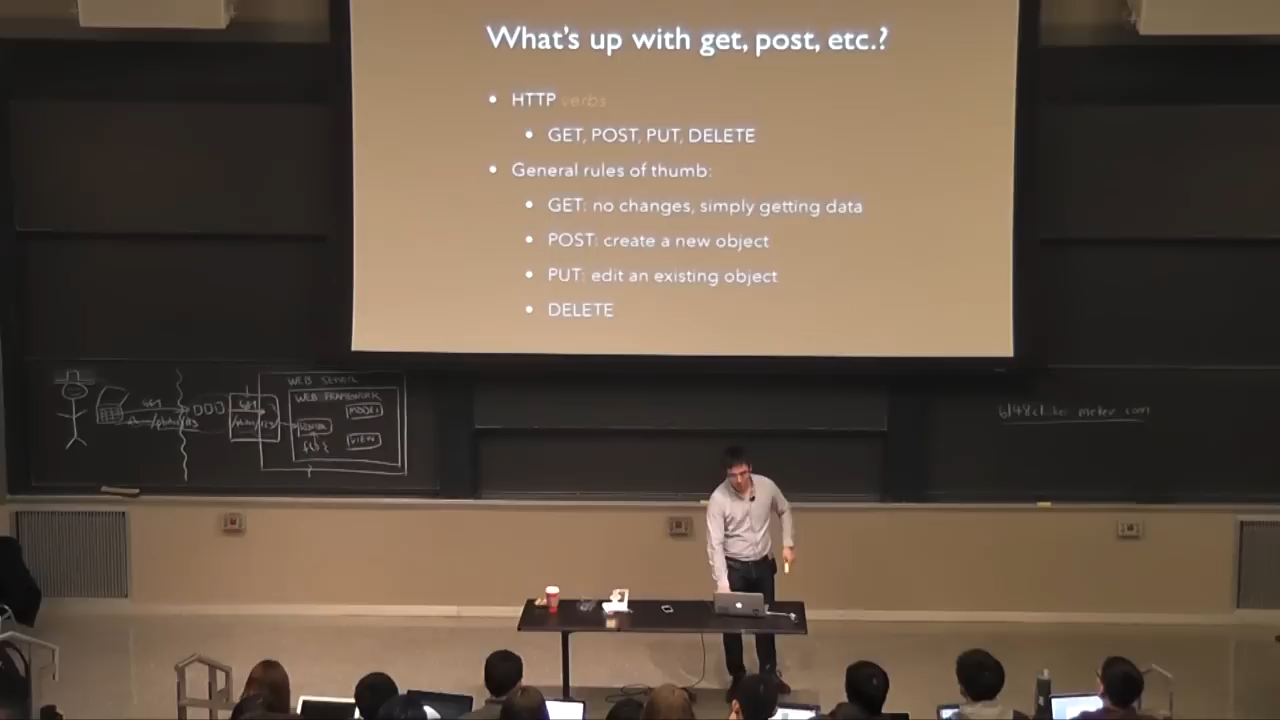 What's up with get, post, etc.?
HTTP verbs
GET, POST, PUT, DELETE
General rules of thumb:
GET: no changes, simply getting data
POST: create a new object
PUT: edit an existing object
DELETE
WEB SERVER
WEB FRAMEWORK
MODEL
VIEW